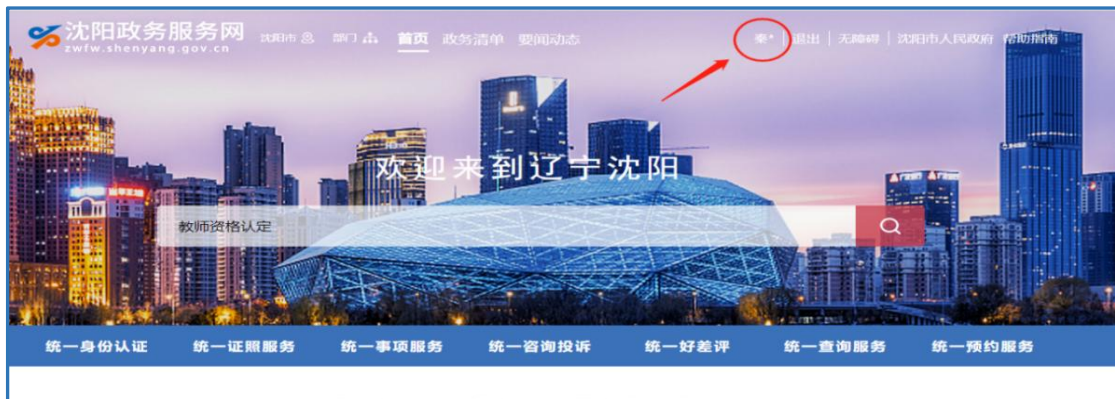 沈阳政务服务网
zwfw.shenyang.gov.cn
沈阳市 部门 首页 政务清单 要闻动态
秦* | 退出 | 无障碍 | 沈阳市人民政府 帮助指南
欢迎来到辽宁沈阳
教师资格认定
统一身份认证 统一证照服务 统一事项服务 统一咨询投诉 统一好差评 统一查询服务 统一预约服务